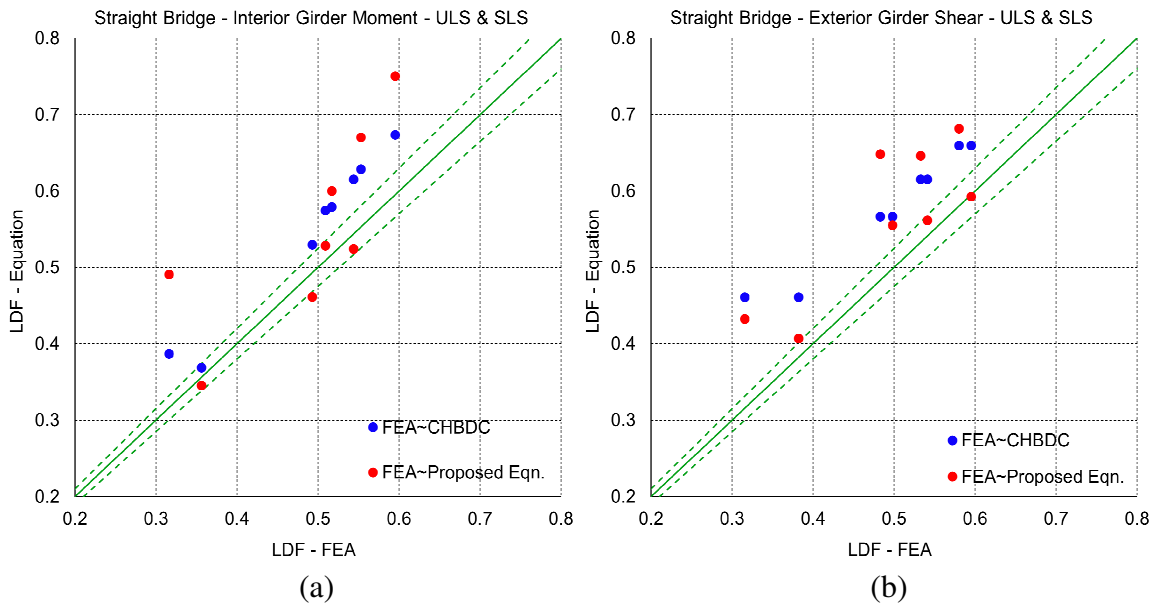 Straight Bridge - Interior Girder Moment - ULS & SLS
0.8
0.7
0.6
0.5
0.4
0.3
0.2
LDF - Equation
FEA~CHBDC
FEA~Proposed Eqn.
0.2 0.3 0.4 0.5 0.6 0.7 0.8
LDF - FEA
(a)
Straight Bridge - Exterior Girder Shear - ULS & SLS
0.8
0.7
0.6
0.5
0.4
0.3
0.2
LDF - Equation
FEA~CHBDC
FEA~Proposed Eqn.
0.2 0.3 0.4 0.5 0.6 0.7 0.8
LDF - FEA
(b)